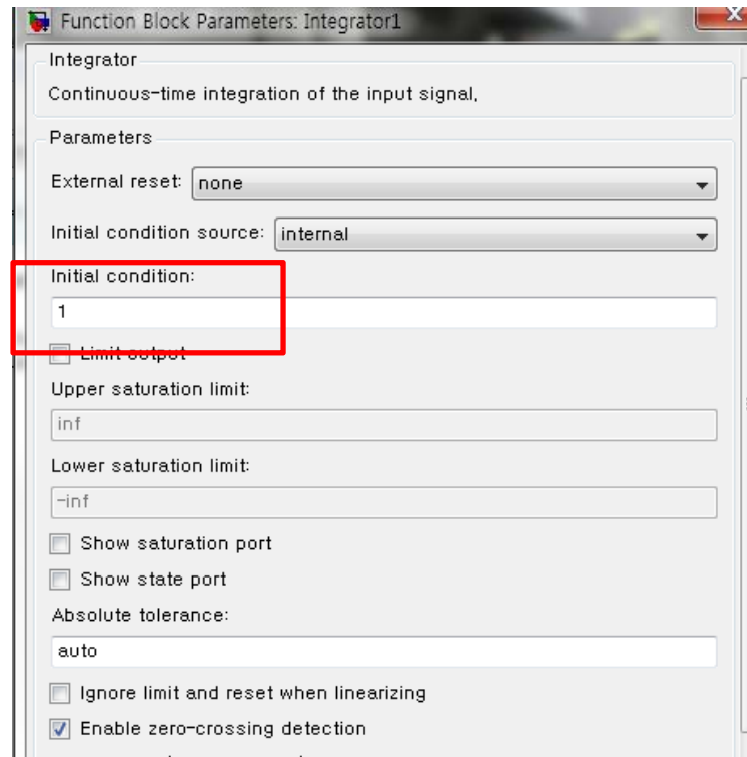 Function Block Parameters: Integrator1
Integrator
Continuous-time integration of the input signal,
Parameters
External reset: none
Initial condition source: internal
Initial condition:
1
Limit output
Upper saturation limit:
inf
Lower saturation limit:
-inf
Show saturation port
Show state port
Absolute tolerance:
auto
Ignore limit and reset when linearizing
Enable zero-crossing detection